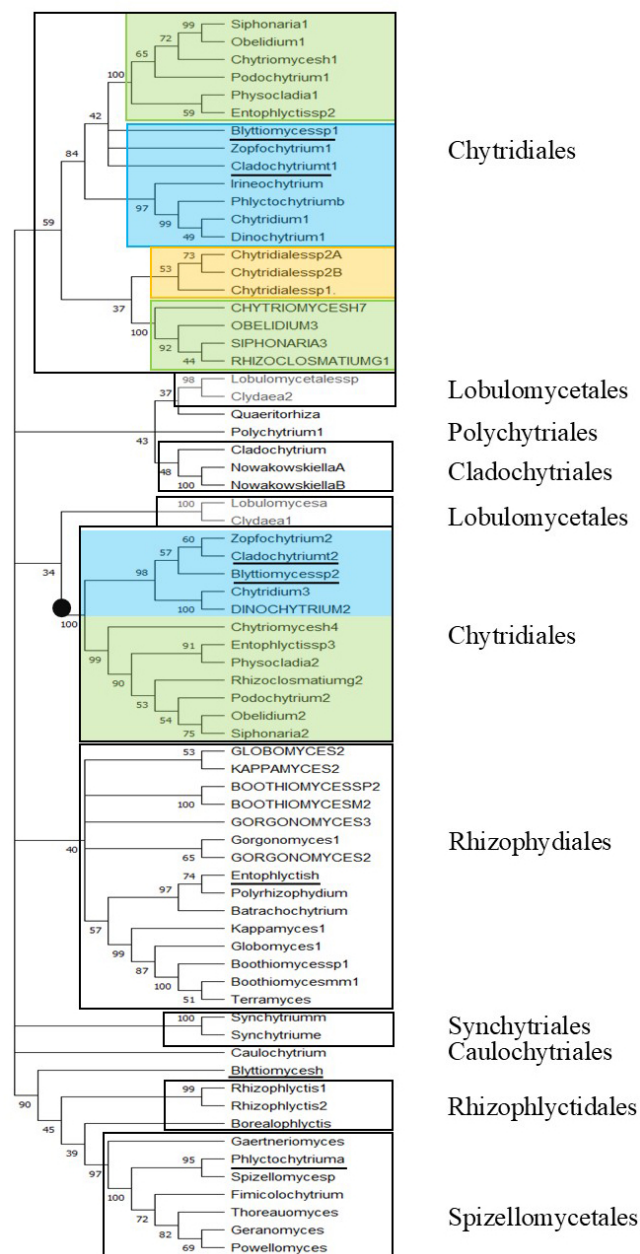 Siphonaria1
99
Obelidium1
72
Chytriomycesh1
65
Podochytrium1
100
Physocladia1
Entophlyctissp2
59
42
Blyttiomycessp1
Zopfochytrium1
Cladochytriumt1
Chytridiales
84
Irineochytrium
97
Phlyctochytriumb
Chytridium1
99
Dinochytrium1
49
59
Chytridialessp2A
73
Chytridialessp2B
53
Chytridialessp1.
37
CHYTRIOMYCESH7
OBELIDIUM3
100
SIPHONARIA3
92
RHIZOCLOSMATIUMG1
44
Lobulomycetalessp
98
Clydaea2
37
Lobulomycetales
Quaeritorhiza
Polychytrium1
Polychytriales
43
Cladochytrium
NowakowskiellaA
48
Cladochytriales
NowakowskiellaB
100
Lobulomycesa
100
Clydaea1
Lobulomycetales
Zopfochytrium2
60
Cladochytriumt2
57
Blyttiomycessp2
98
34
Chytridium3
DINOCHYTRIUM2
100
100
Chytriomycesh4
Chytridiales
Entophlyctissp3
91
99
Physocladia2
90
Rhizoclosmatiumg2
53
Podochytrium2
54
Obelidium2
Siphonaria2
75
GLOBOMYCES2
53
KAPPAMYCES2
BOOTHIOMYCESSP2
BOOTHIOMYCESM2
100
GORGONOMYCES3
40
Gorgonomyces1
Rhizophydiales
GORGONOMYCES2
65
Entophlyctish
74
Polyrhizophydium
97
Batrachochytrium
57
Kappamyces1
99
Globomyces1
87
Boothiomycessp1
100
Boothiomycesmm1
Terramyces
51
Synchytriumm
100
Synchytriume
Synchytriales
Caulochytrium
Caulochytriales
Blyttiomycesh
90
Rhizophlyctis1
99
Rhizophlyctis2
Rhizophlyctidales
45
Borealophlyctis
39
Gaertneriomyces
97
Phlyctochytriuma
95
Spizellomycesp
100
Fimicolochytrium
72
Thoreauomyces
Spizellomycetales
82
Geranomyces
Powellomyces
69